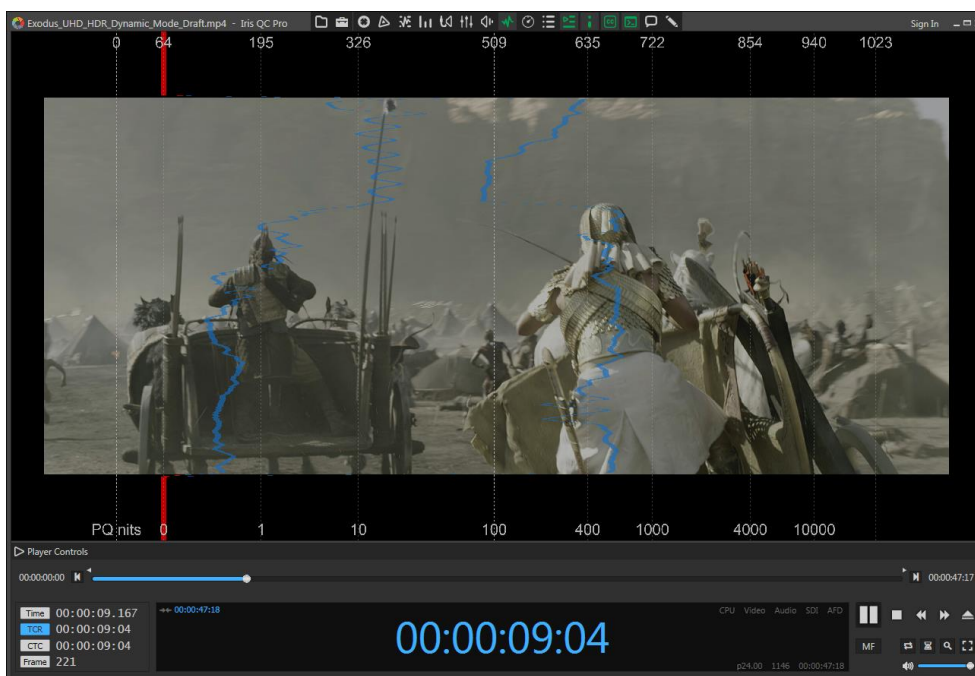 Exodus_UHD_HDR_Dynamic_Mode_Draft.mp4 - Iris QC Pro
Sign In
0 64 195 326 509 635 722 854 940 1023
PQ nits 0 1 10 100 400 1000 4000 10000
Player Controls
00:00:00:00 00:00:47:17
Time 00:00:09.167
TCR 00:00:09:04
CTC 00:00:09:04
Frame 221
00:00:47:18
CPU Video Audio SDI AFD
00:00:09:04
p24.00 1146 00:00:47:18
MF